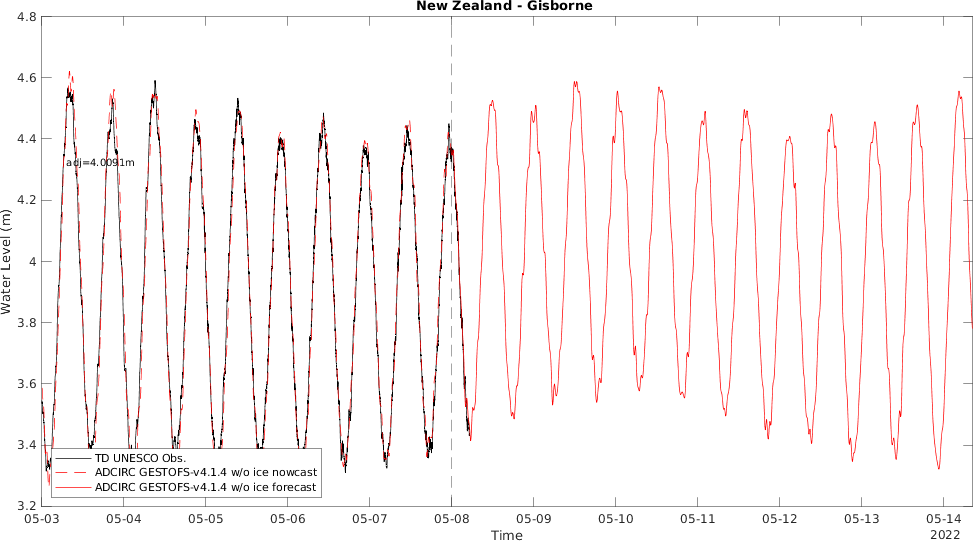 New Zealand - Gisborne
4.8
4.6
4.4
adj=4.0091m
4.2
4
3.8
3.6
3.4
3.2
Water Level (m)
TD UNESCO Obs.
ADCIRC GESTOFS-v4.1.4 w/o ice nowcast
ADCIRC GESTOFS-v4.1.4 w/o ice forecast
05-03 05-04 05-05 05-06 05-07 05-08 05-09 05-10 05-11 05-12 05-13 05-14
Time
2022